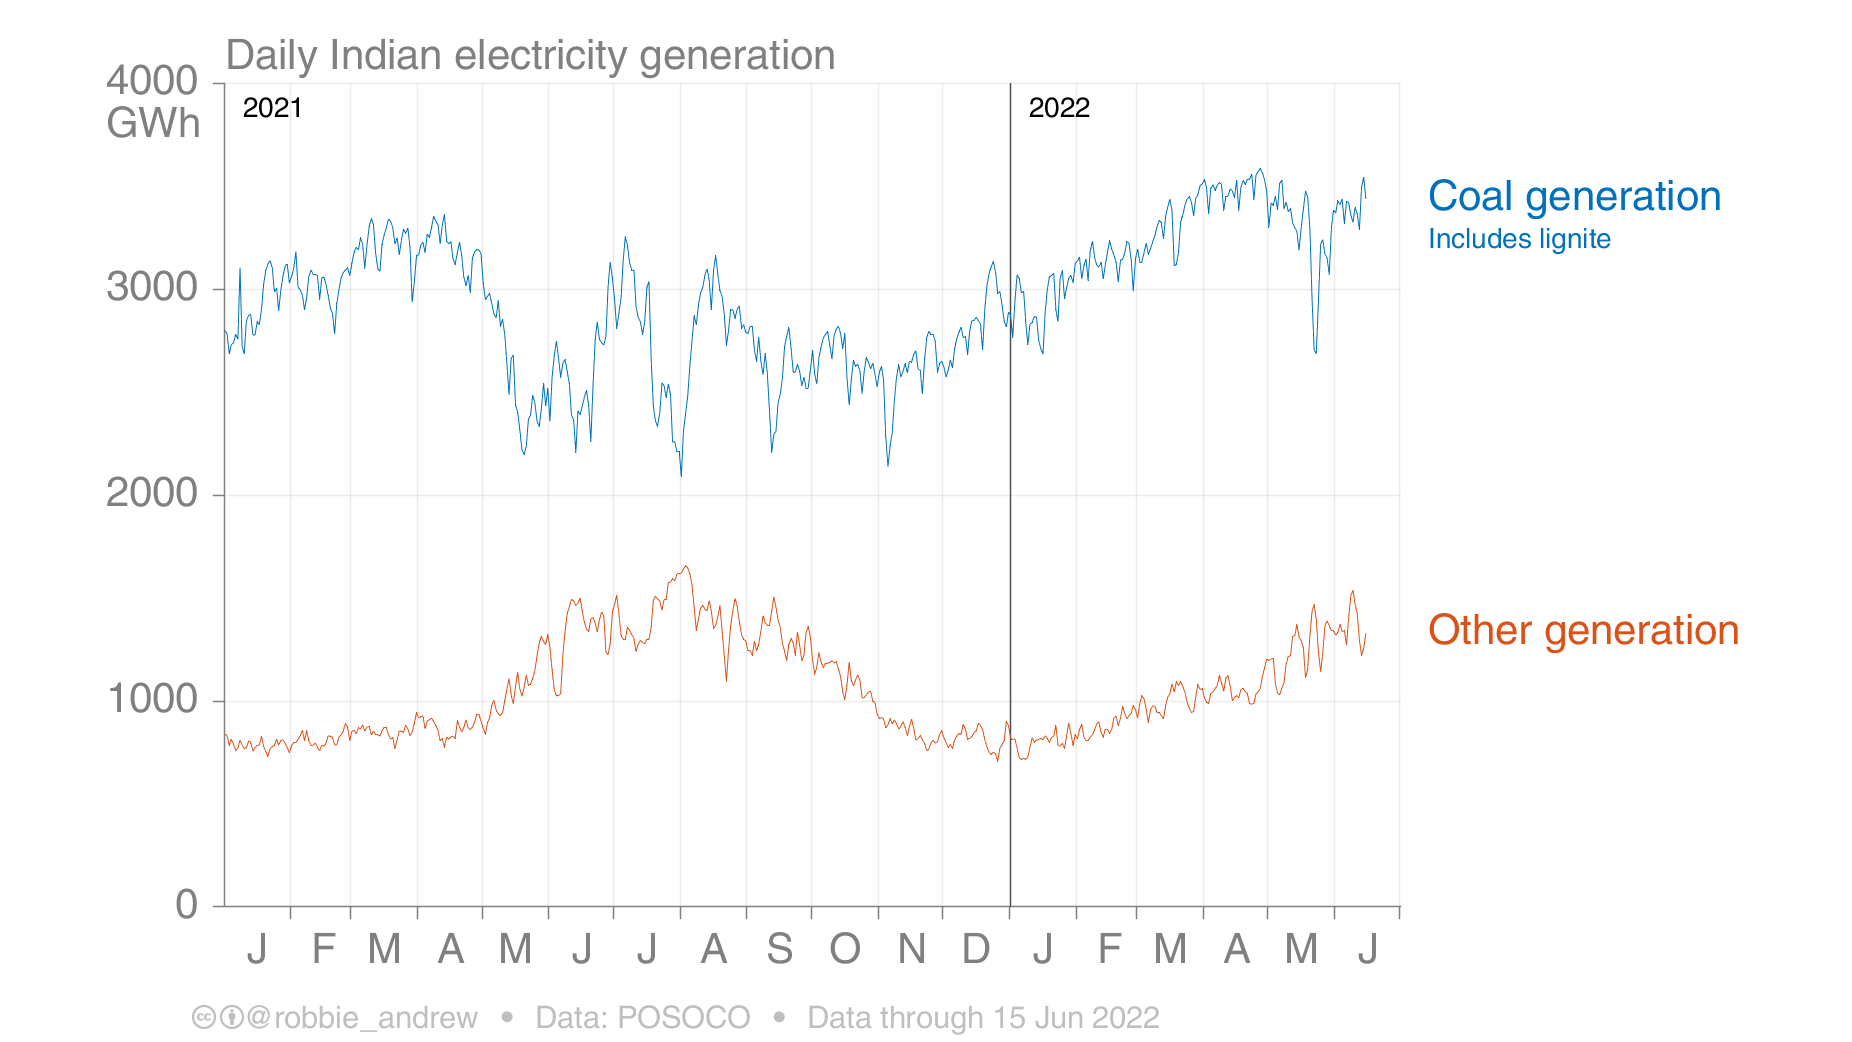 Daily Indian electricity generation
4000
GWh
2021
2022
Coal generation
Includes lignite
3000
2000
Other generation
1000
0
J F M A M J J A S O N D J F M A M J
cc @robbie_andrew • Data: POSOCO • Data through 15 Jun 2022